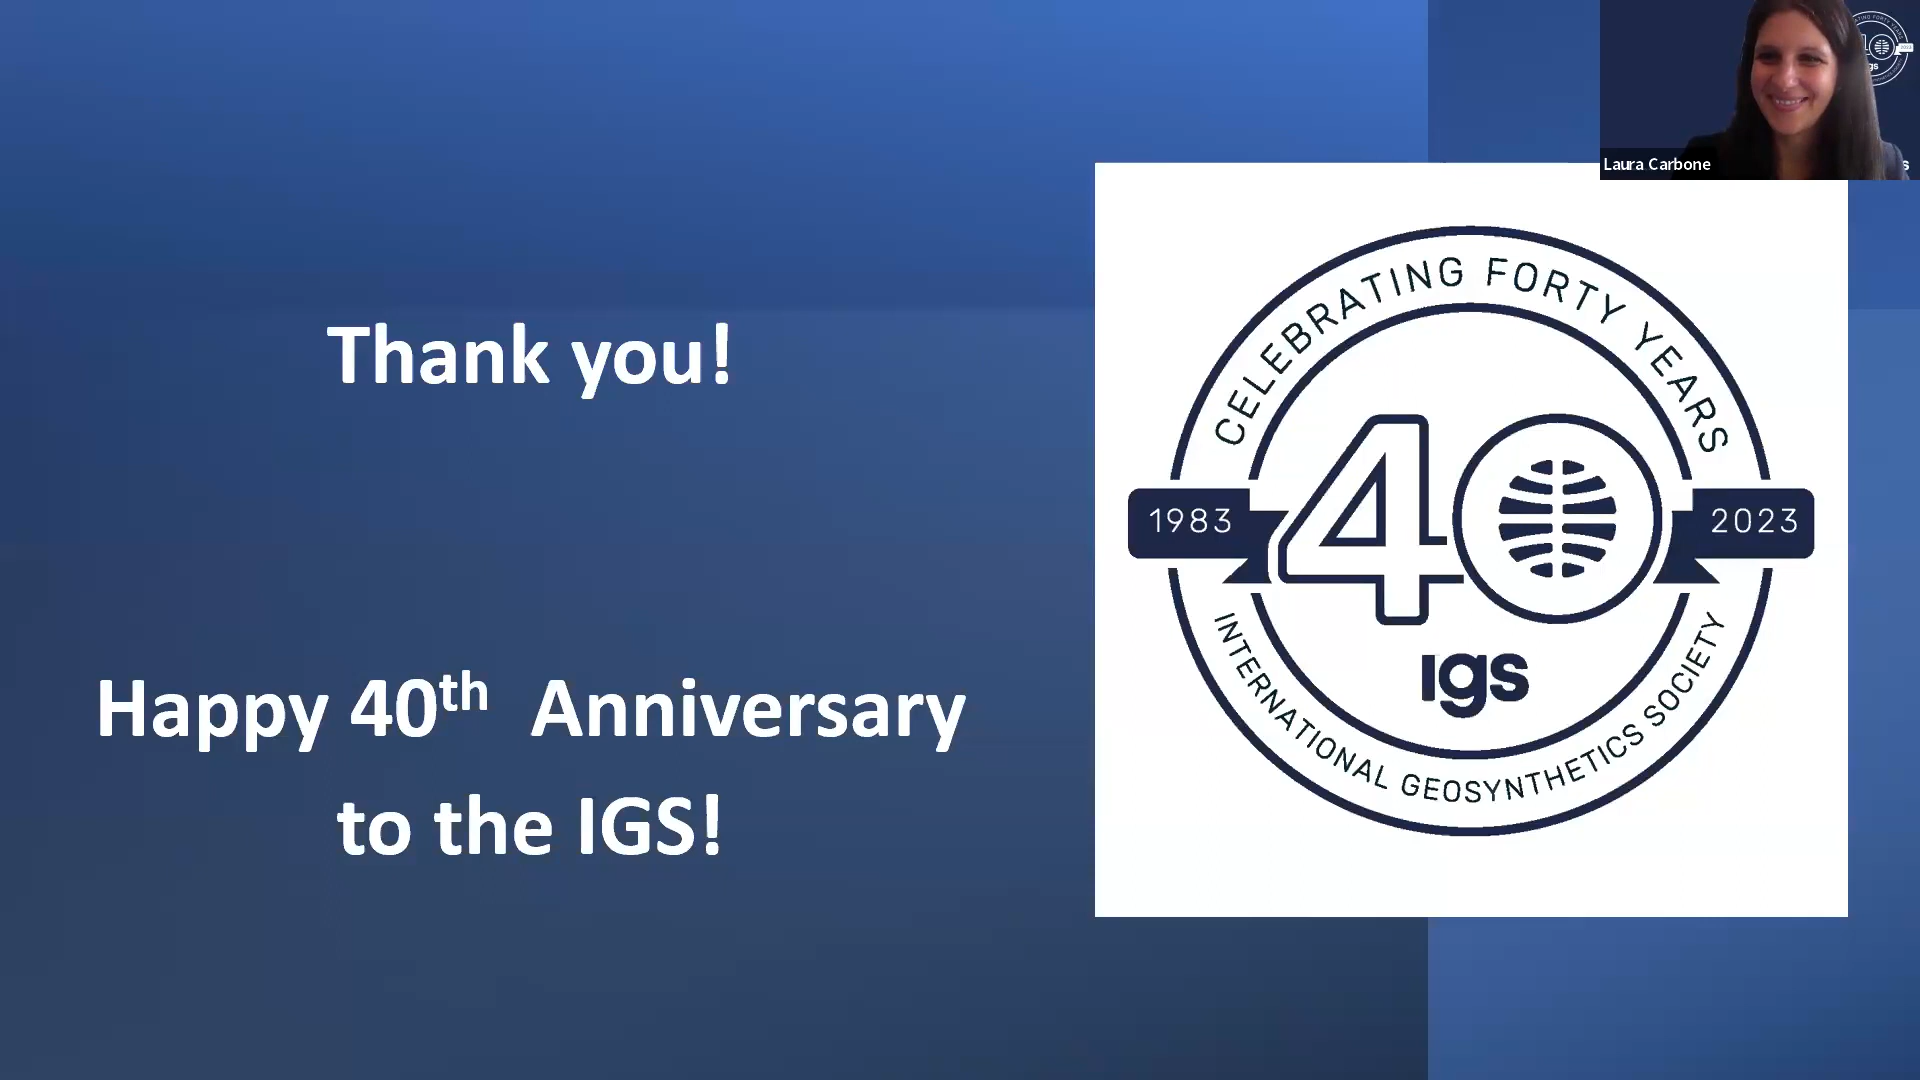 Thank you!
Happy 40th Anniversary
to the IGS!
CELEBRATING FORTY YEARS
1983
40
2023
igs
INTERNATIONAL GEOSYNTHETICS SOCIETY
Laura Carbone